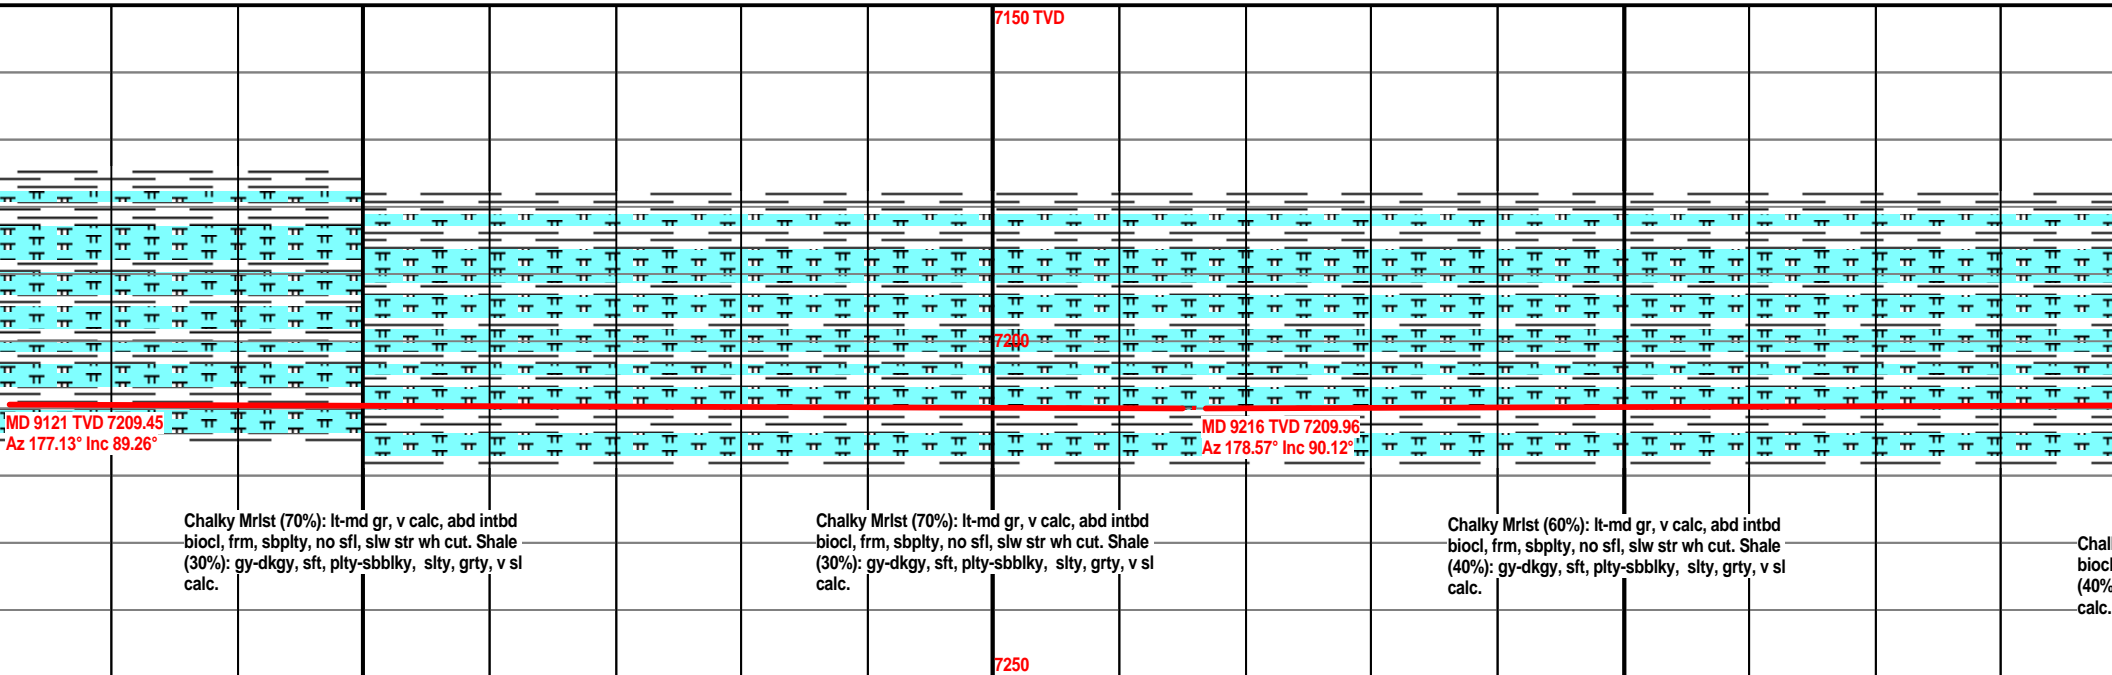 7150 TVD
7200
MD 9121 TVD 7209.45
Az 177.13° Inc 89.26°
MD 9216 TVD 7209.96
Az 178.57° Inc 90.12°
Chalky Mrlst (70%): lt-md gr, v calc, abd intbd
biocl, frm, sbplty, no sfl, slw str wh cut. Shale
(30%): gy-dkgy, sft, plty-sbblky, slty, grty, v sl
calc.
Chalky Mrlst (70%): lt-md gr, v calc, abd intbd
biocl, frm, sbplty, no sfl, slw str wh cut. Shale
(30%): gy-dkgy, sft, plty-sbblky, slty, grty, v sl
calc.
Chalky Mrlst (60%): lt-md gr, v calc, abd intbd
biocl, frm, sbplty, no sfl, slw str wh cut. Shale
(40%): gy-dkgy, sft, plty-sbblky, slty, grty, v sl
calc.
Chal
biocl
(40%
calc.
7250